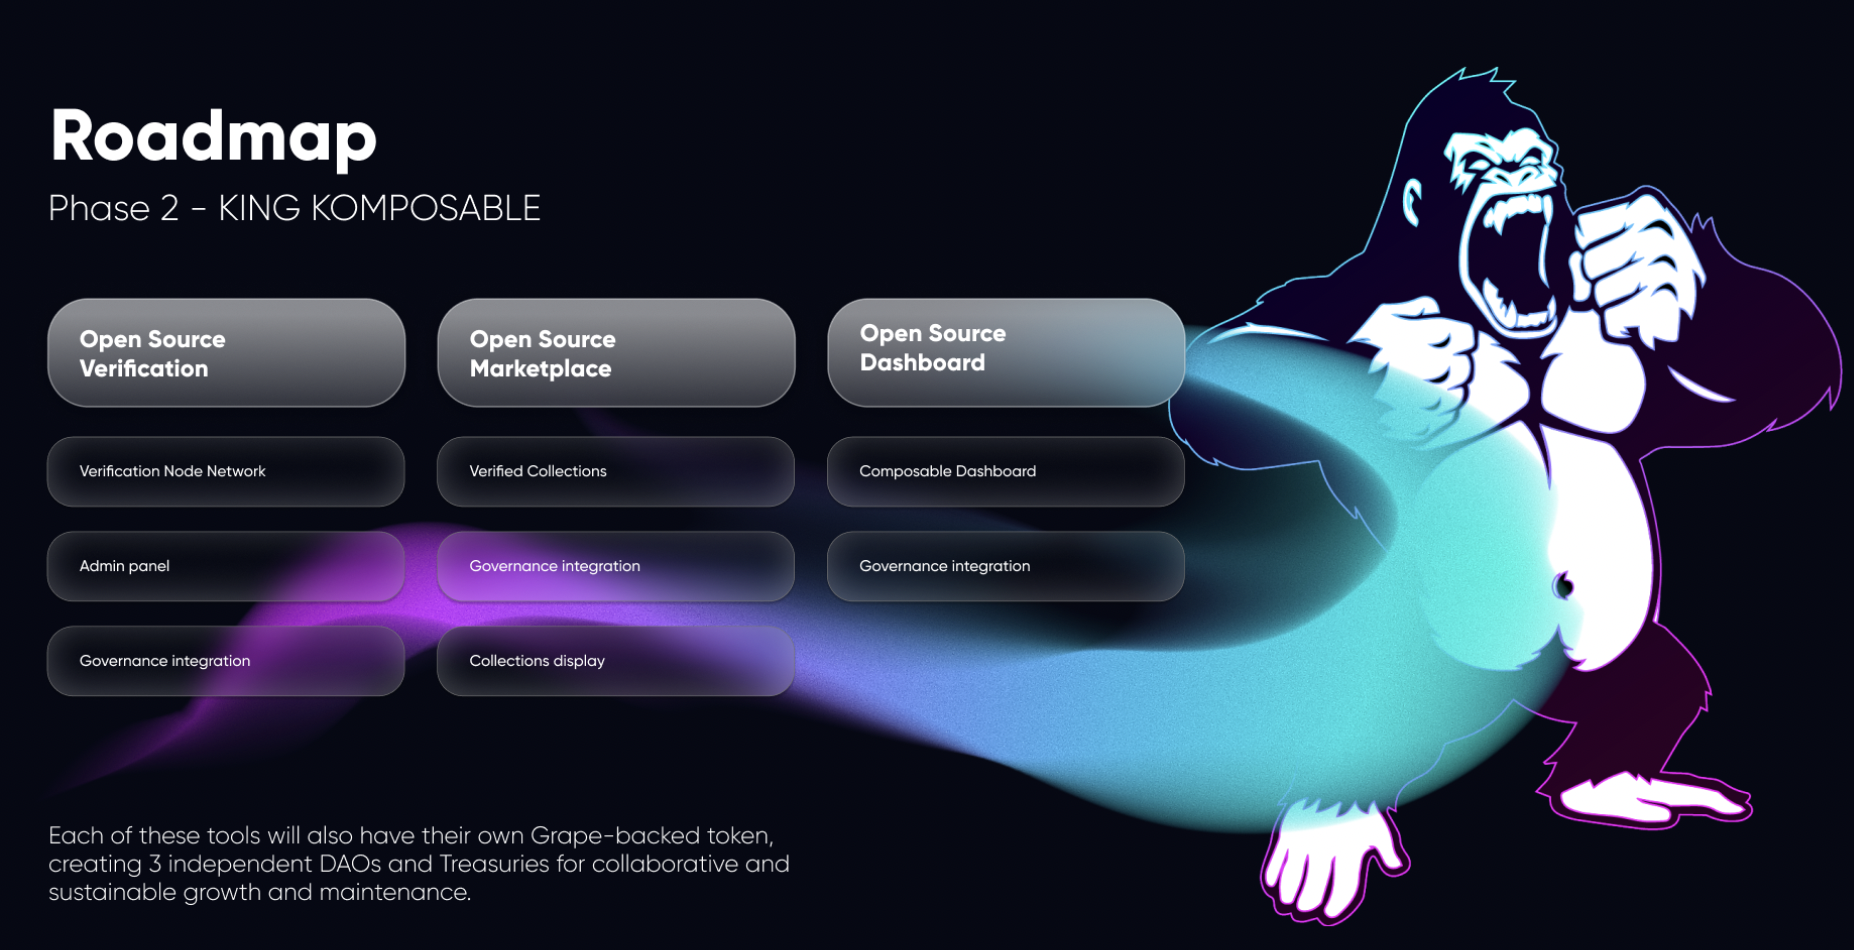 Roadmap
Phase 2 - KING KOMPOSABLE
Open Source
Verification
Verification Node Network
Admin panel
Governance integration
Open Source
Marketplace
Verified Collections
Governance integration
Collections display
Open Source
Dashboard
Composable Dashboard
Governance integration
Each of these tools will also have their own Grape-backed token,
creating 3 independent DAOs and Treasuries for collaborative and
sustainable growth and maintenance.